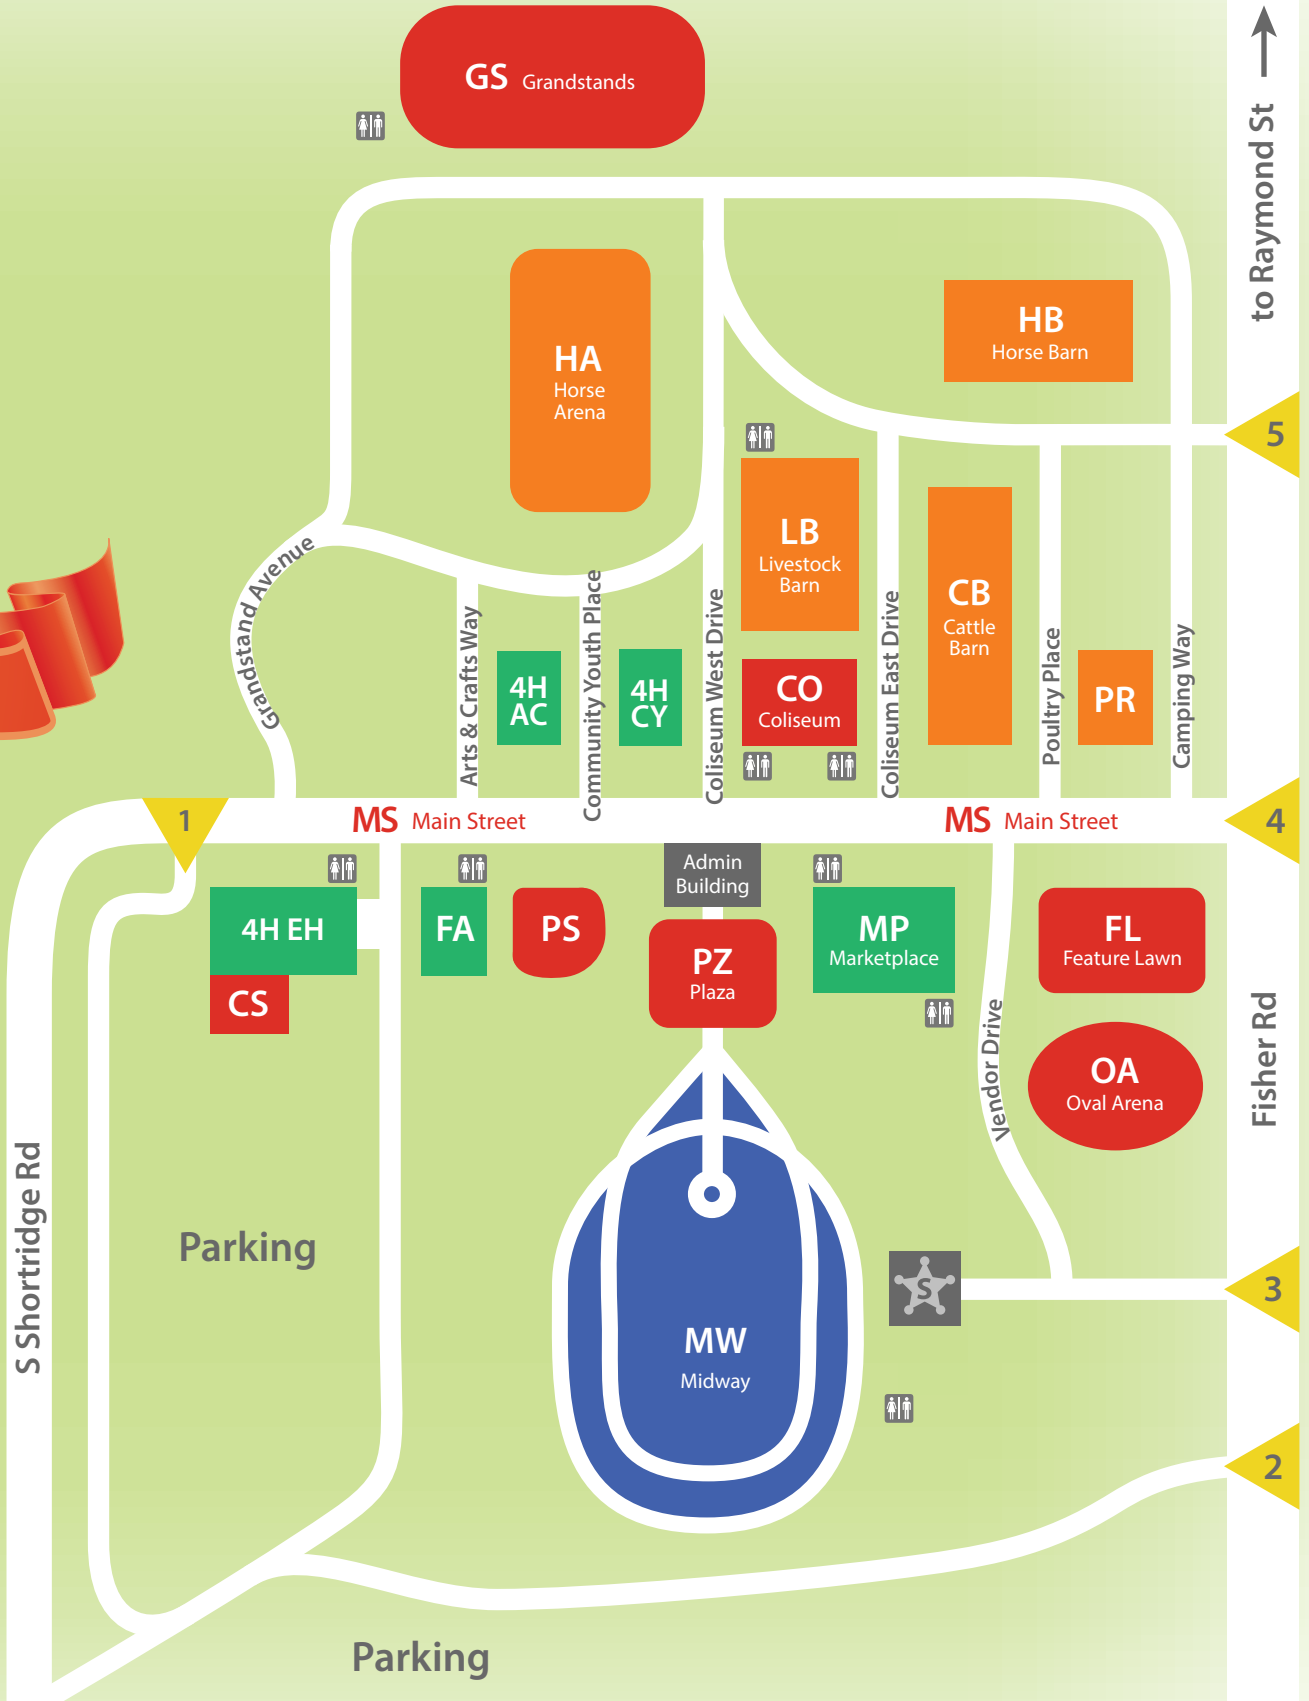 GS Grandstands
to Raymond St
HB
Horse Barn
HA
Horse
Arena
5
LB
Livestock
Barn
CB
Cattle
Barn
Grandstand Avenue
Arts & Crafts Way
4H
AC
Community Youth Place
4H
CY
Coliseum West Drive
CO
Coliseum
Coliseum East Drive
Poultry Place
PR
Camping Way
1
MS Main Street
MS Main Street
4
Admin
Building
4H EH
FA
PS
MP
Marketplace
FL
Feature Lawn
PZ
Plaza
CS
Vendor Drive
OA
Oval Arena
Fisher Rd
S Shortridge Rd
Parking
S
3
MW
Midway
2
Parking